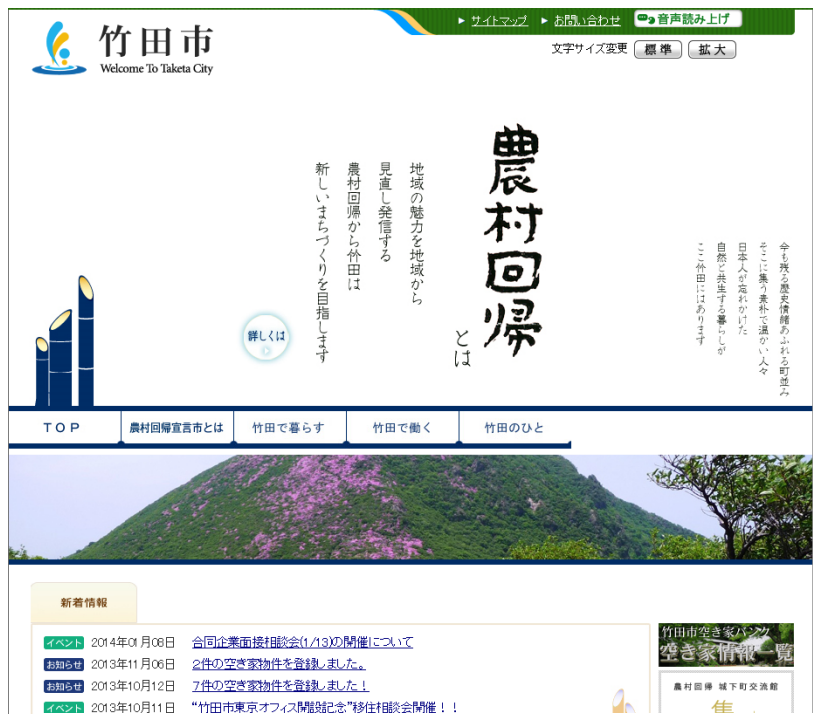 サイトマップ
お問い合わせ
音声読み上げ
竹田市
Welcome To Taketa City
文字サイズ変更
標準
拡大
農村回帰
とは
地域の魅力を地域から
見直し発信する
農村回帰から竹田は
新しいまちづくりを目指します
詳しくは
今も残る歴史情緒あふれる町並み
そこに集う素朴で温かい人々
日本人が忘れかけた
自然と共生する暮らしが
ここ竹田にはあります
TOP
農村回帰宣言市とは
竹田で暮らす
竹田で働く
竹田のひと
新着情報
イベント 2014年01月08日 合同企業面接相談会(1/13)の開催について
お知らせ 2013年11月06日 2件の空き家物件を登録しました。
お知らせ 2013年10月12日 7件の空き家物件を登録しました！
イベント 2013年10月11日 “竹田市東京オフィス開設記念”移住相談会開催！！
竹田市空き家バンク
空き家情報一覧
農村回帰 城下町交流館
集